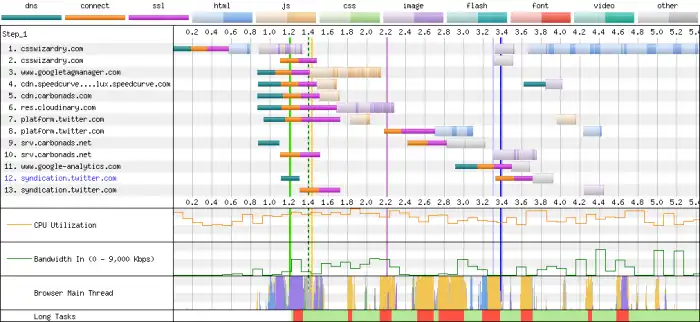 dns connect ssl html js css image flash font video other
Step_1
0.2 0.4 0.6 0.8 1.0 1.2 1.4 1.6 1.8 2.0 2.2 2.4 2.6 2.8 3.0 3.2 3.4 3.6 3.8 4.0 4.2 4.4 4.6 4.8 5.0 5.2 5.4
1. csswizardry.com
2. csswizardry.com
3. www.googletagmanager.com
4. cdn.speedcurve....lux.speedcurve.com
5. cdn.carbonads.com
6. res.cloudinary.com
7. platform.twitter.com
8. platform.twitter.com
9. srv.carbonads.net
10. srv.carbonads.net
11. www.google-analytics.com
12. syndication.twitter.com
13. syndication.twitter.com
0.2 0.4 0.6 0.8 1.0 1.2 1.4 1.6 1.8 2.0 2.2 2.4 2.6 2.8 3.0 3.2 3.4 3.6 3.8 4.0 4.2 4.4 4.6 4.8 5.0 5.2 5.4
CPU Utilization
Bandwidth In (0 - 9,000 Kbps)
Browser Main Thread
Long Tasks